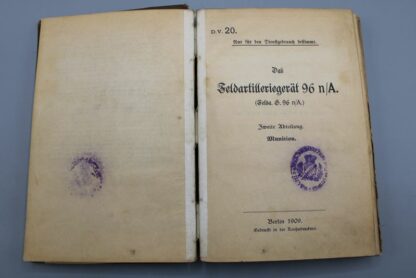 D.V. 20.
Nur für den Dienstgebrauch bestimmt.
Das
Feldartilleriegerät 96 n/A.
(Felda. G. 96 n/A.)
Zweite Abteilung.
Munition.
Berlin 1909.
Gedruckt in der Reichsdruckerei.